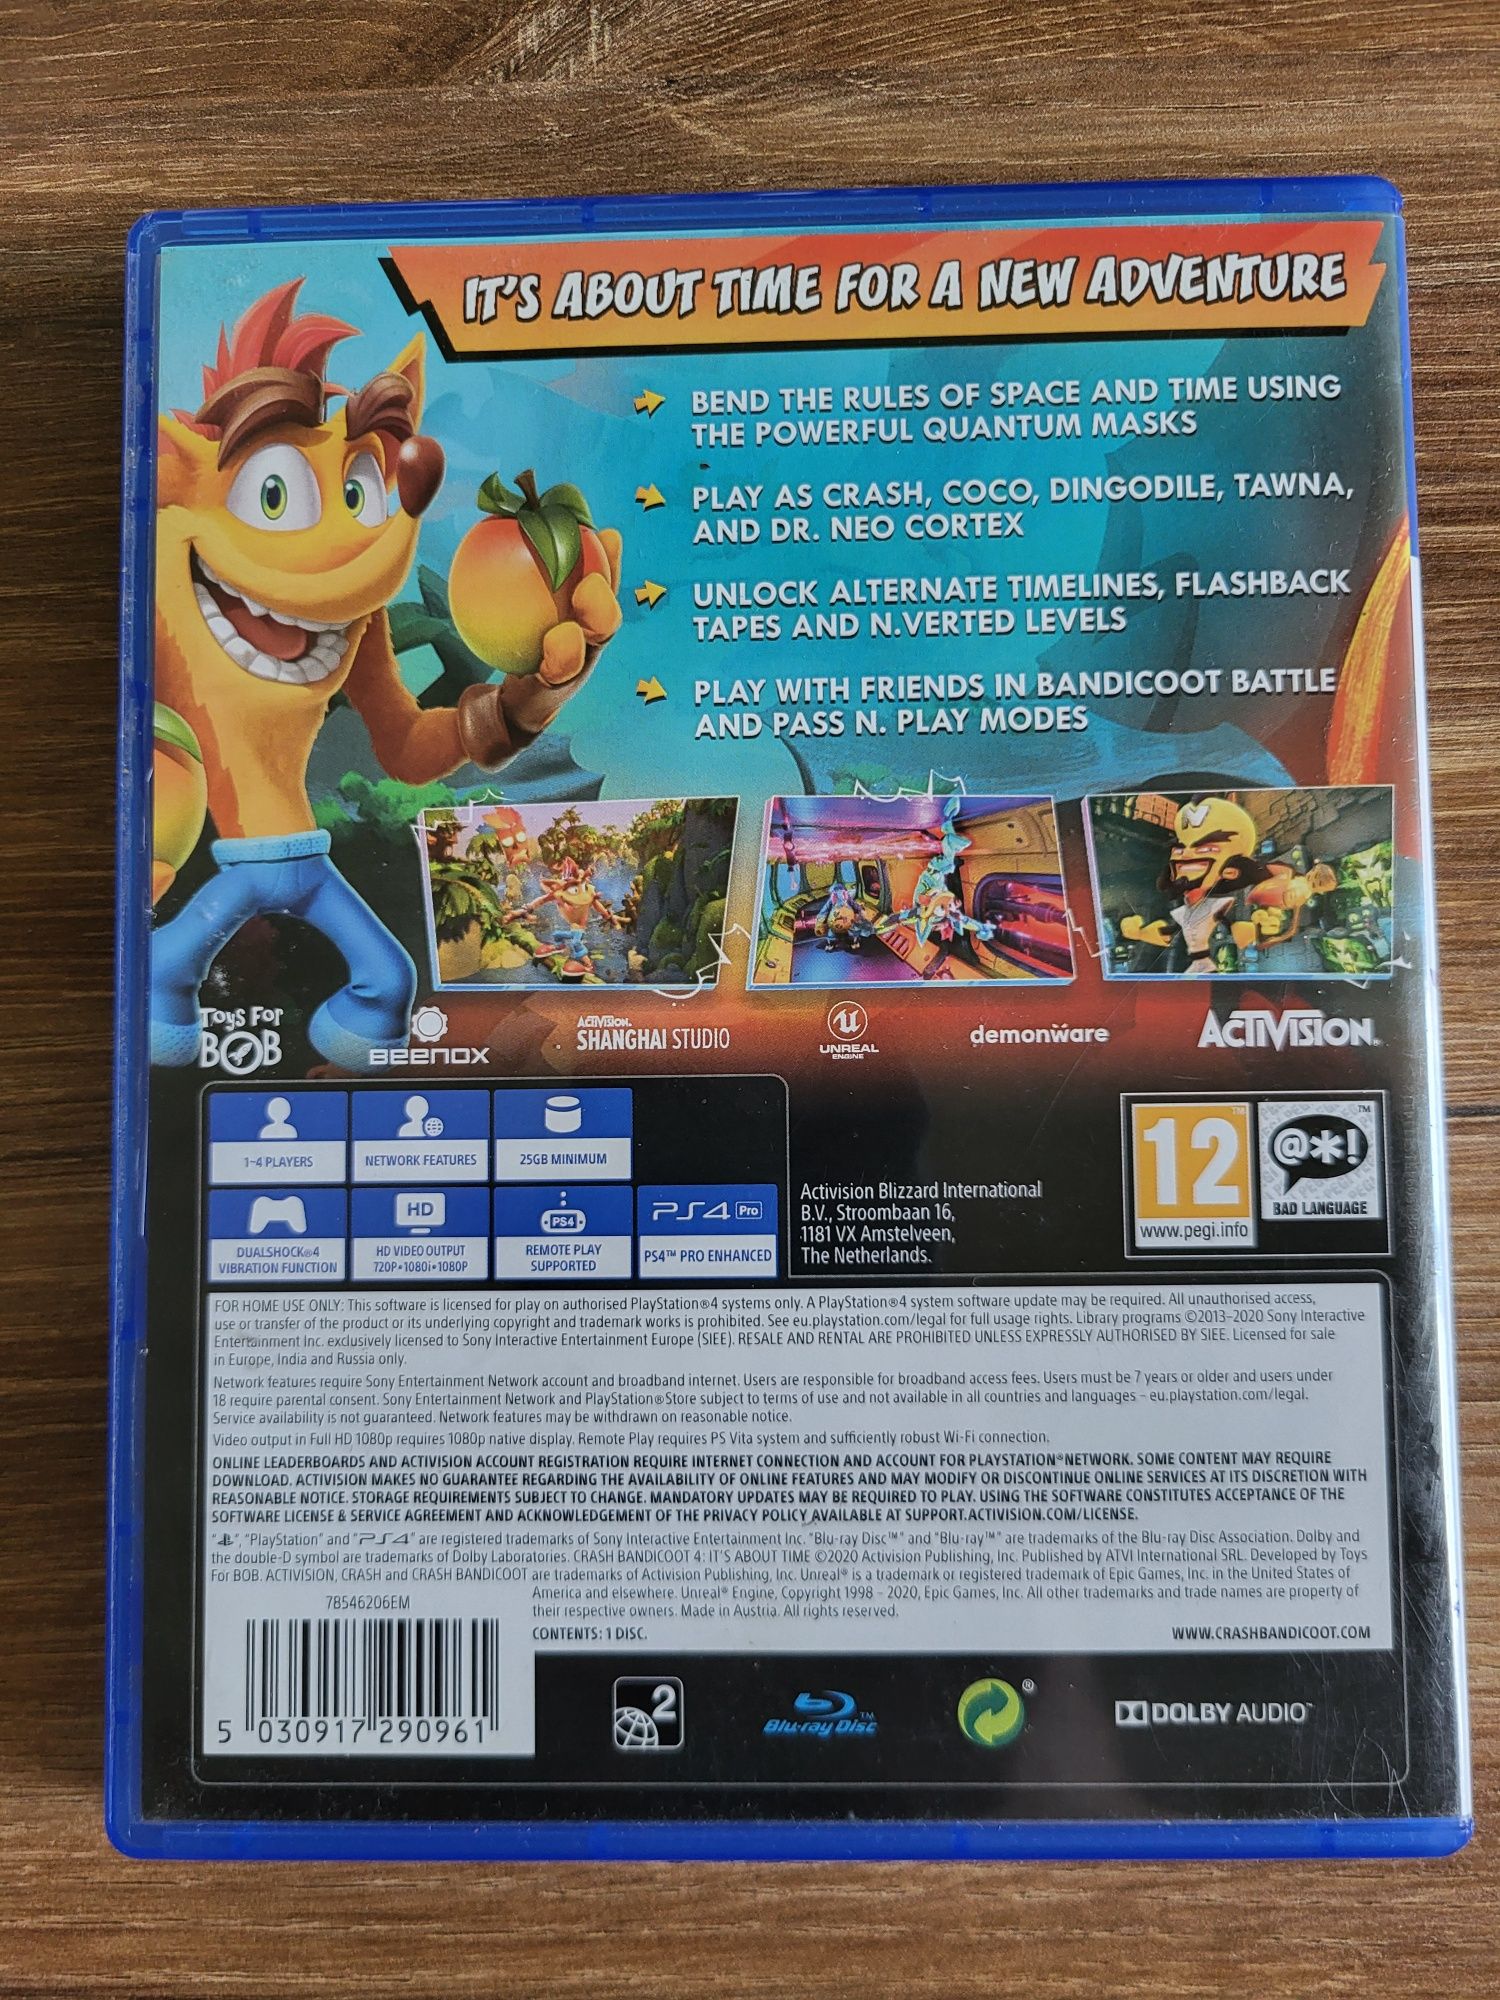 IT'S ABOUT TIME FOR A NEW ADVENTURE
BEND THE RULES OF SPACE AND TIME USING
THE POWERFUL QUANTUM MASKS
PLAY AS CRASH, COCO, DINGODILE, TAWNA,
AND DR. NEO CORTEX
UNLOCK ALTERNATE TIMELINES, FLASHBACK
TAPES AND N.VERTED LEVELS
PLAY WITH FRIENDS IN BANDICOOT BATTLE
AND PASS N. PLAY MODES
N
TOYS FOR
BOB
BEENOX
ACTIVISION.
SHANGHAI STUDIO
U
UNREAL
ENGINE
demonware
ACTIVISION.
1-4 PLAYERS
NETWORK FEATURES
25GB MINIMUM
DUALSHOCK®4
VIBRATION FUNCTION
HD
HD VIDEO OUTPUT
720P•1080i•1080P
PS4
REMOTE PLAY
SUPPORTED
PS4 Pro
PS4™ PRO ENHANCED
Activision Blizzard International
B.V., Stroombaan 16,
1181 VX Amstelveen,
The Netherlands.
12™
www.pegi.info
@*!™
BAD LANGUAGE
FOR HOME USE ONLY: This software is licensed for play on authorised PlayStation®4 systems only. A PlayStation®4 system software update may be required. All unauthorised access,
use or transfer of the product or its underlying copyright and trademark works is prohibited. See eu.playstation.com/legal for full usage rights. Library programs ©2013–2020 Sony Interactive
Entertainment Inc. exclusively licensed to Sony Interactive Entertainment Europe (SIEE). RESALE AND RENTAL ARE PROHIBITED UNLESS EXPRESSLY AUTHORISED BY SIEE. Licensed for sale
in Europe, India and Russia only.
Network features require Sony Entertainment Network account and broadband internet. Users are responsible for broadband access fees. Users must be 7 years or older and users under
18 require parental consent. Sony Entertainment Network and PlayStation®Store subject to terms of use and not available in all countries and languages – eu.playstation.com/legal.
Service availability is not guaranteed. Network features may be withdrawn on reasonable notice.
Video output in Full HD 1080p requires 1080p native display. Remote Play requires PS Vita system and sufficiently robust Wi-Fi connection.
ONLINE LEADERBOARDS AND ACTIVISION ACCOUNT REGISTRATION REQUIRE INTERNET CONNECTION AND ACCOUNT FOR PLAYSTATION®NETWORK. SOME CONTENT MAY REQUIRE
DOWNLOAD. ACTIVISION MAKES NO GUARANTEE REGARDING THE AVAILABILITY OF ONLINE FEATURES AND MAY MODIFY OR DISCONTINUE ONLINE SERVICES AT ITS DISCRETION WITH
REASONABLE NOTICE. STORAGE REQUIREMENTS SUBJECT TO CHANGE. MANDATORY UPDATES MAY BE REQUIRED TO PLAY. USING THE SOFTWARE CONSTITUTES ACCEPTANCE OF THE
SOFTWARE LICENSE & SERVICE AGREEMENT AND ACKNOWLEDGEMENT OF THE PRIVACY POLICY AVAILABLE AT SUPPORT.ACTIVISION.COM/LICENSE.
" ", "PlayStation" and "PS4" are registered trademarks of Sony Interactive Entertainment Inc. "Blu-ray Disc™" and "Blu-ray™" are trademarks of the Blu-ray Disc Association. Dolby and
the double-D symbol are trademarks of Dolby Laboratories. CRASH BANDICOOT 4: IT'S ABOUT TIME ©2020 Activision Publishing, Inc. Published by ATVI International SRL. Developed by Toys
For BOB. ACTIVISION, CRASH and CRASH BANDICOOT are trademarks of Activision Publishing, Inc. Unreal® is a trademark or registered trademark of Epic Games, Inc. in the United States of
America and elsewhere. Unreal® Engine, Copyright 1998 – 2020, Epic Games, Inc. All other trademarks and trade names are property of
their respective owners. Made in Austria. All rights reserved.
78546206EM
CONTENTS: 1 DISC.
WWW.CRASHBANDICOOT.COM
5 030917 290961
2
Blu-ray Disc™
®
DOLBY AUDIO™